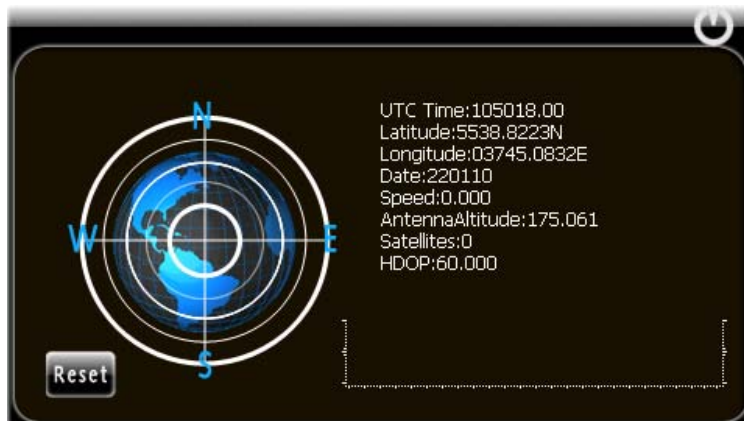 N
W
E
S
Reset
UTC Time:105018.00
Latitude:5538.8223N
Longitude:03745.0832E
Date:220110
Speed:0.000
AntennaAltitude:175.061
Satellites:0
HDOP:60.000